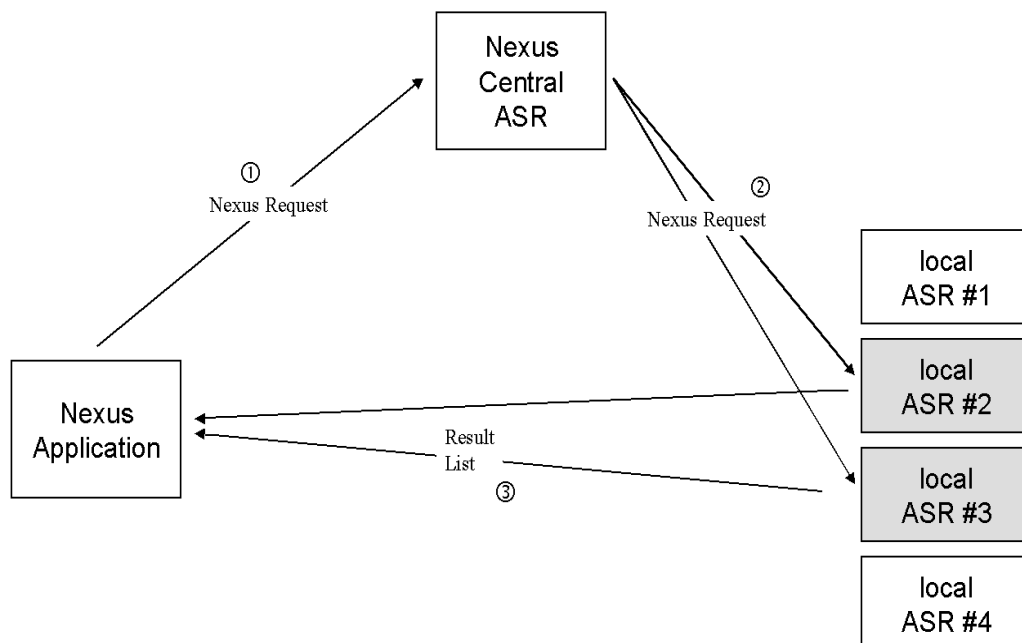 Nexus
Central
ASR
①
Nexus Request
②
Nexus Request
local
ASR #1
local
ASR #2
Nexus
Application
Result
List
③
local
ASR #3
local
ASR #4